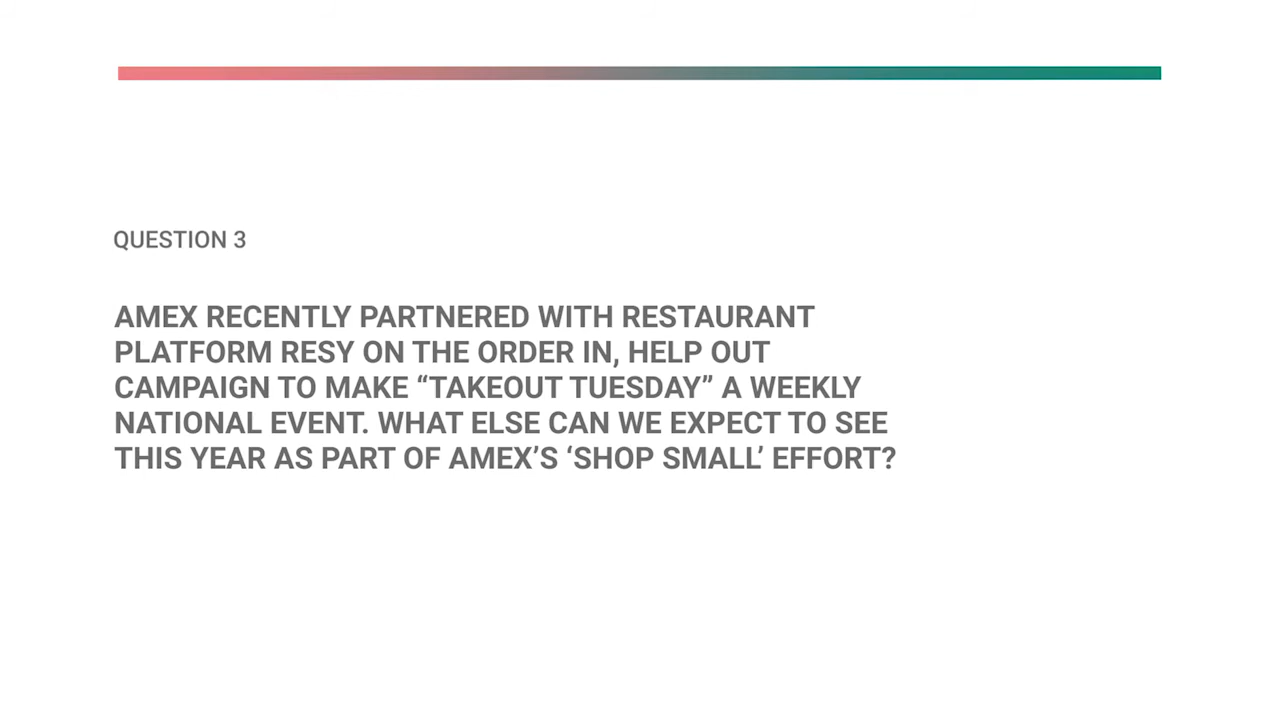 QUESTION 3
AMEX RECENTLY PARTNERED WITH RESTAURANT
PLATFORM RESY ON THE ORDER IN, HELP OUT
CAMPAIGN TO MAKE “TAKEOUT TUESDAY” A WEEKLY
NATIONAL EVENT. WHAT ELSE CAN WE EXPECT TO SEE
THIS YEAR AS PART OF AMEX’S ‘SHOP SMALL’ EFFORT?